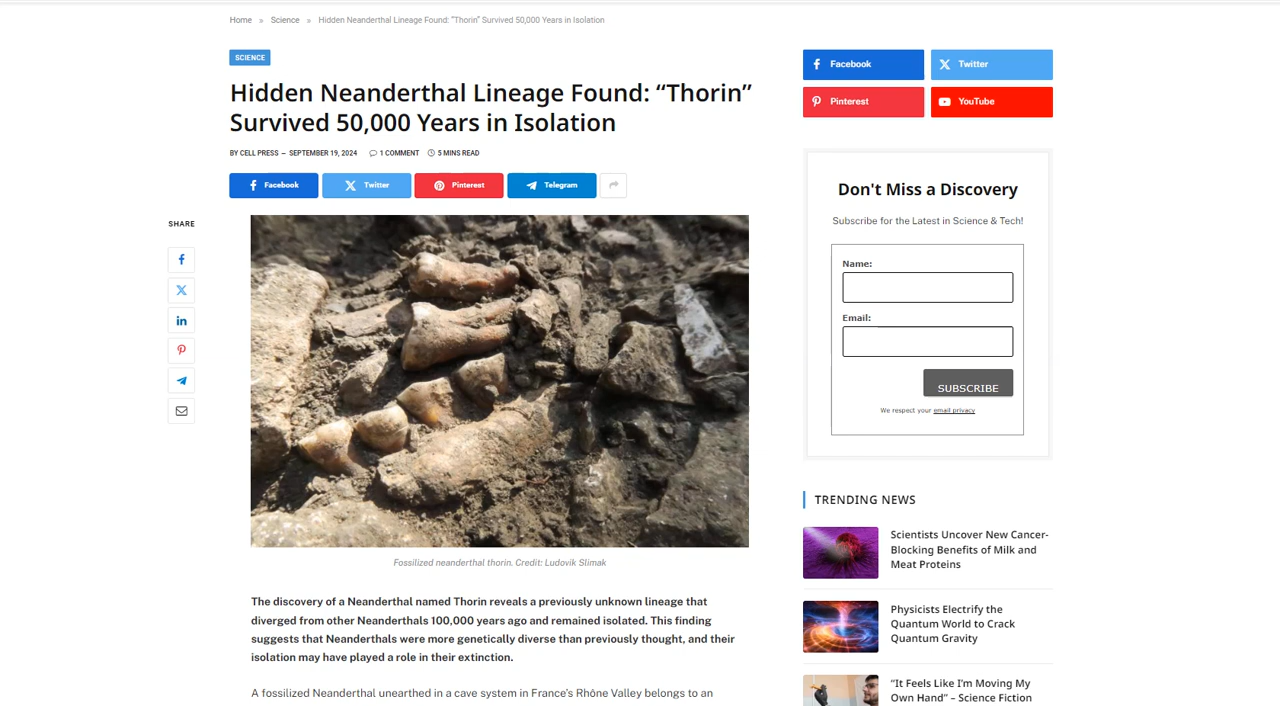 Home » Science » Hidden Neanderthal Lineage Found: “Thorin” Survived 50,000 Years in Isolation
SCIENCE
Hidden Neanderthal Lineage Found: “Thorin”
Survived 50,000 Years in Isolation
BY CELL PRESS – SEPTEMBER 19, 2024 1 COMMENT 5 MINS READ
Facebook Twitter Pinterest Telegram
SHARE
Fossilized neanderthal thorin. Credit: Ludovik Slimak
The discovery of a Neanderthal named Thorin reveals a previously unknown lineage that
diverged from other Neanderthals 100,000 years ago and remained isolated. This finding
suggests that Neanderthals were more genetically diverse than previously thought, and their
isolation may have played a role in their extinction.
A fossilized Neanderthal unearthed in a cave system in France’s Rhône Valley belongs to an
Facebook Twitter
Pinterest YouTube
Don't Miss a Discovery
Subscribe for the Latest in Science & Tech!
Name:
Email:
SUBSCRIBE
We respect your email privacy
TRENDING NEWS
Scientists Uncover New Cancer-
Blocking Benefits of Milk and
Meat Proteins
Physicists Electrify the
Quantum World to Crack
Quantum Gravity
“It Feels Like I’m Moving My
Own Hand” – Science Fiction